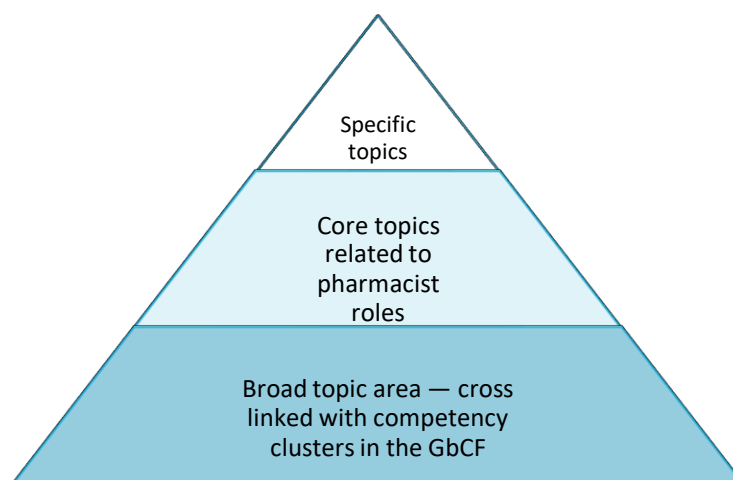 Specific
topics
Core topics
related to
pharmacist
roles
Broad topic area — cross
linked with competency
clusters in the GbCF